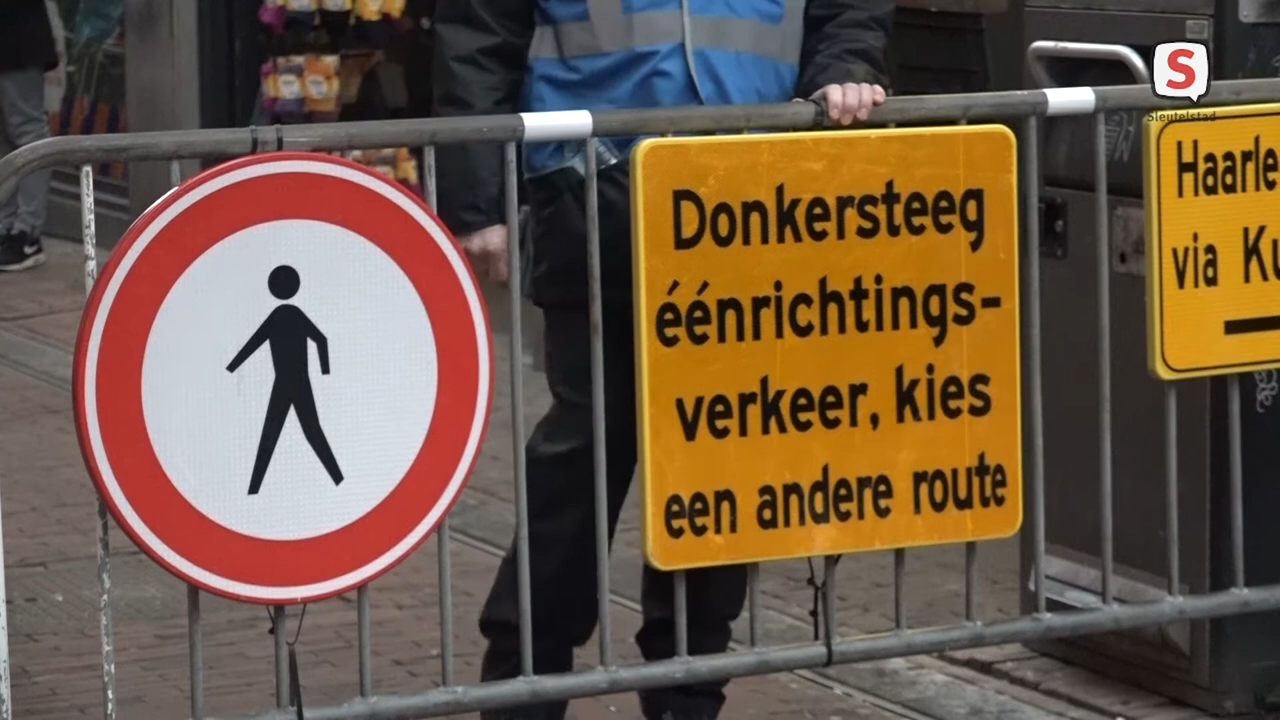 S
Sleutelstad
Donkersteeg
éénrichtings-
verkeer, kies
een andere route
Haarle
via Ku